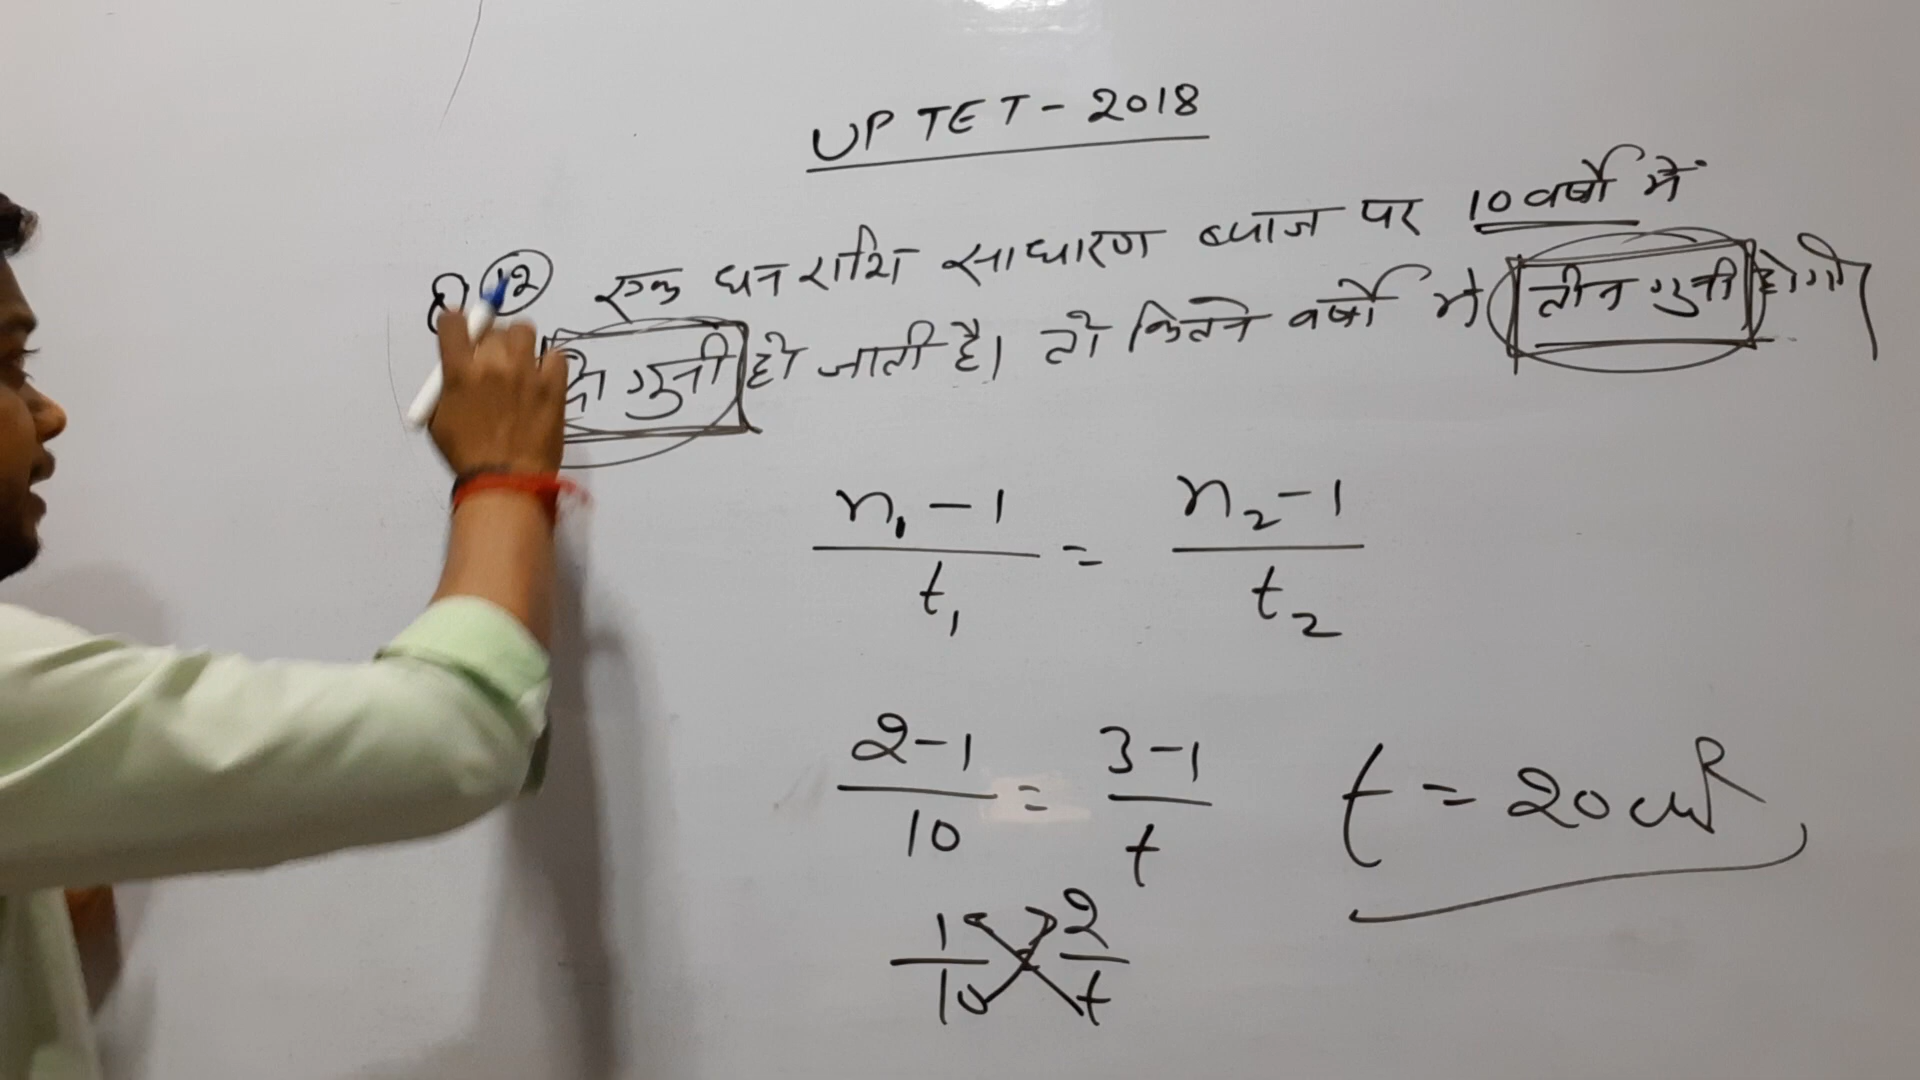 UP TET - 2018
Q 12 एक धन राशि साधारण ब्याज पर 10 वर्षो में
दो गुनी हो जाती है। तो कितने वर्षो में तीन गुनी होगी
n₁ - 1 / t₁ = n₂ - 1 / t₂
2 - 1 / 10 = 3 - 1 / t
t = 20 वर्ष
1 / 10 = 2 / t